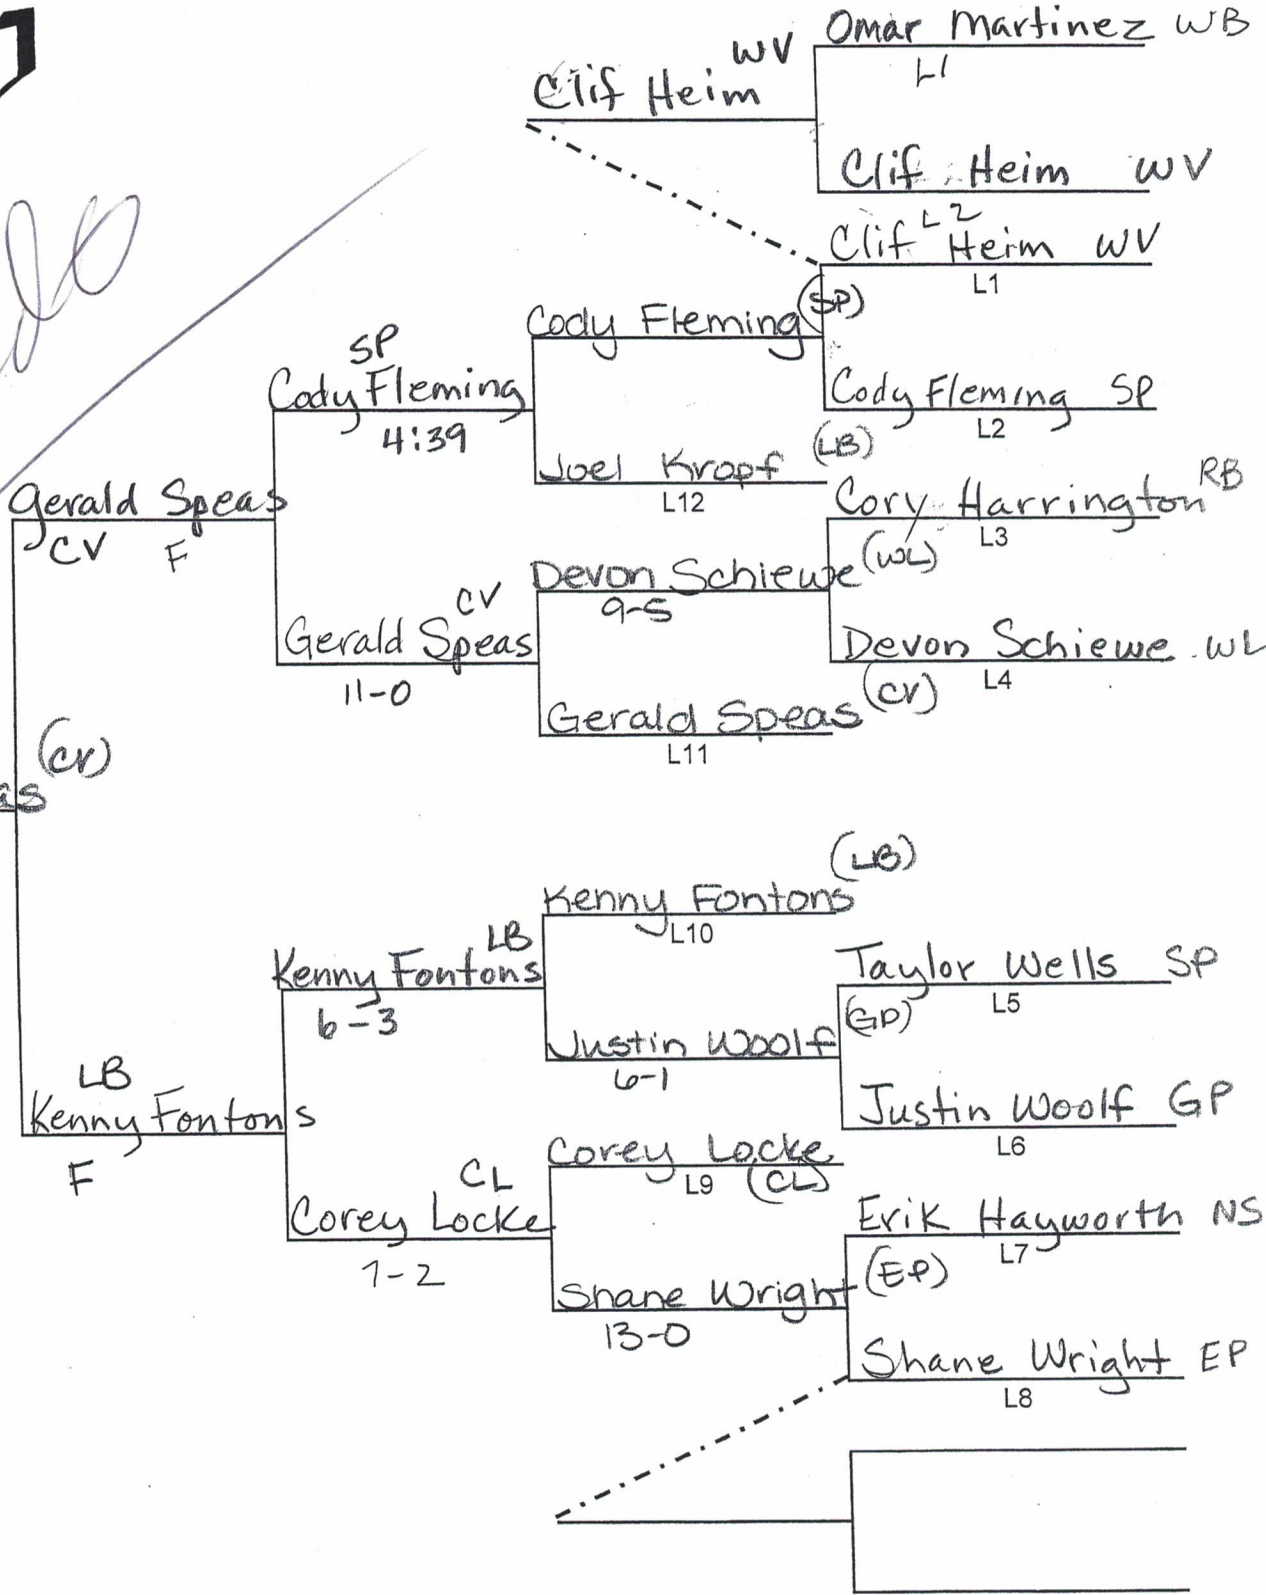 Omar Martinez WB
L1
WV
Clif Heim
Clif Heim WV
L2
Clif Heim WV
L1
(SP)
Cody Fleming
SP
Cody Fleming
4:39
Cody Fleming SP
L2
Joel Kropf (LB)
L12
Cory Harrington RB
L3
Gerald Speas
CV F
(WL)
Devon Schiewe
9-5
CV
Gerald Speas
11-0
Devon Schiewe WL
L4
(CV)
Gerald Speas
L11
(CV)
as
(LB)
Kenny Fontons
L10
LB
Kenny Fontons
6-3
Taylor Wells SP
L5
(GP)
Justin Woolf
6-1
LB
Kenny Fontons
F
Justin Woolf GP
L6
Corey Locke
L9 (CL)
CL
Corey Locke
7-2
Erik Hayworth NS
L7
(EP)
Shane Wright
13-0
Shane Wright EP
L8